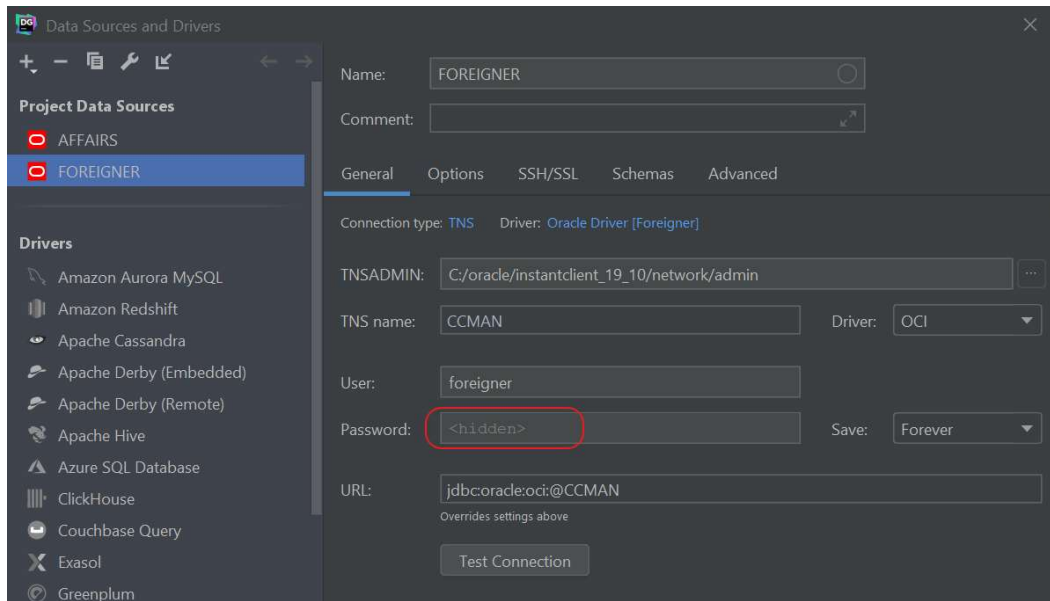 DG Data Sources and Drivers
Project Data Sources
AFFAIRS
FOREIGNER
Drivers
Amazon Aurora MySQL
Amazon Redshift
Apache Cassandra
Apache Derby (Embedded)
Apache Derby (Remote)
Apache Hive
Azure SQL Database
ClickHouse
Couchbase Query
Exasol
Greenplum
Name: FOREIGNER
Comment:
General Options SSH/SSL Schemas Advanced
Connection type: TNS Driver: Oracle Driver [Foreigner]
TNSADMIN: C:/oracle/instantclient_19_10/network/admin ...
TNS name: CCMAN Driver: OCI
User: foreigner
Password: <hidden> Save: Forever
URL: jdbc:oracle:oci:@CCMAN
Overrides settings above
Test Connection